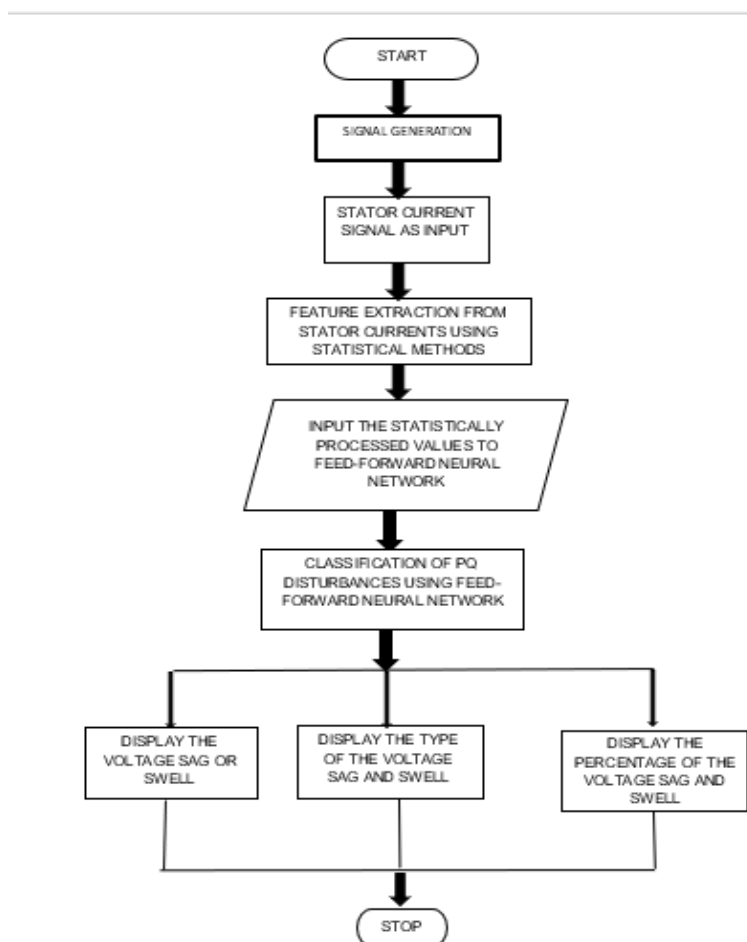 START
SIGNAL GENERATION
STATOR CURRENT
SIGNAL AS INPUT
FEATURE EXTRACTION FROM
STATOR CURRENTS USING
STATISTICAL METHODS
INPUT THE STATISTICALLY
PROCESSED VALUES TO
FEED-FORWARD NEURAL
NETWORK
CLASSIFICATION OF PQ
DISTURBANCES USING FEED-
FORWARD NEURAL NETWORK
DISPLAY THE
VOLTAGE SAG OR
SWELL
DISPLAY THE TYPE
OF THE VOLTAGE
SAG AND SWELL
DISPLAY THE
PERCENTAGE OF THE
VOLTAGE SAG AND
SWELL
STOP